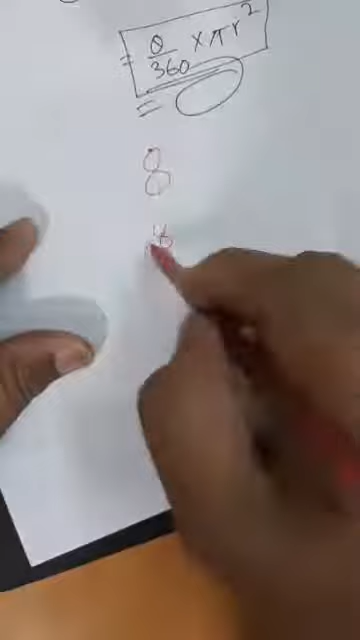 = θ/360 × πr²
=
8